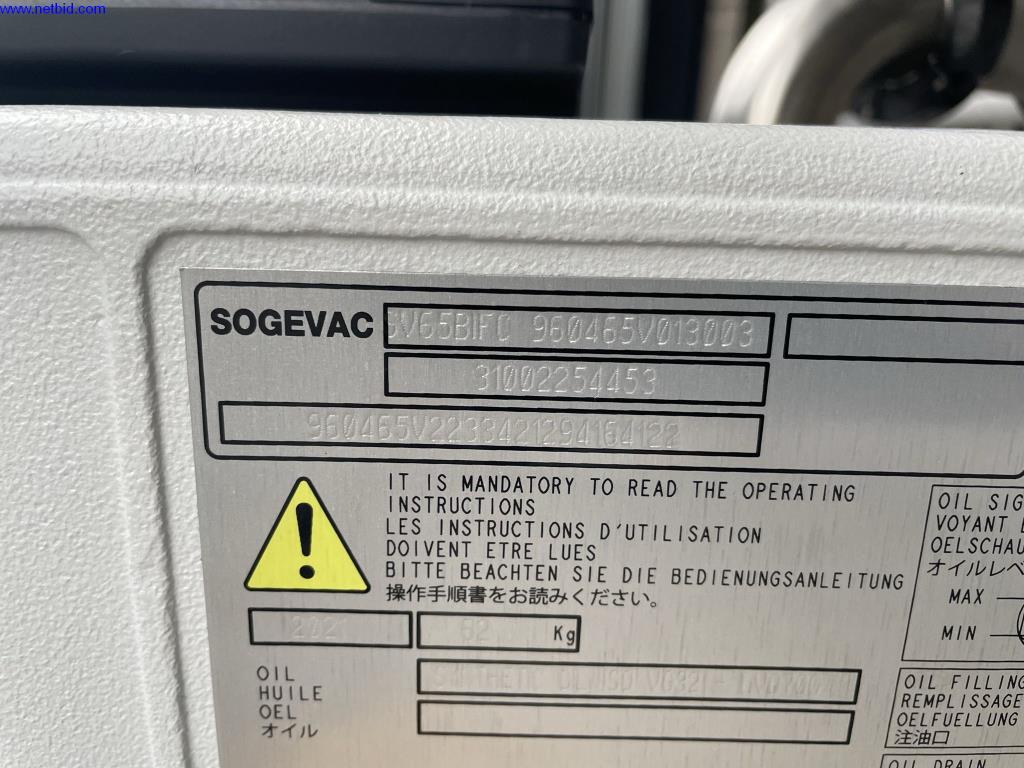 www.netbid.com
SOGEVAC SV65BIFC 960465V013003
31002254453
960465V2233421294164122
IT IS MANDATORY TO READ THE OPERATING
INSTRUCTIONS
LES INSTRUCTIONS D'UTILISATION
DOIVENT ETRE LUES
BITTE BEACHTEN SIE DIE BEDIENUNGSANLEITUNG
操作手順書をお読みください。
2021 62 Kg
OIL
HUILE
OEL
オイル
SYNTHETIC
OIL SIG
VOYANT
OELSCHAU
オイルレベ
MAX
MIN
OIL FILLING
REMPLISSAGE
OELFUELLUNG
注油口
OIL DRAIN